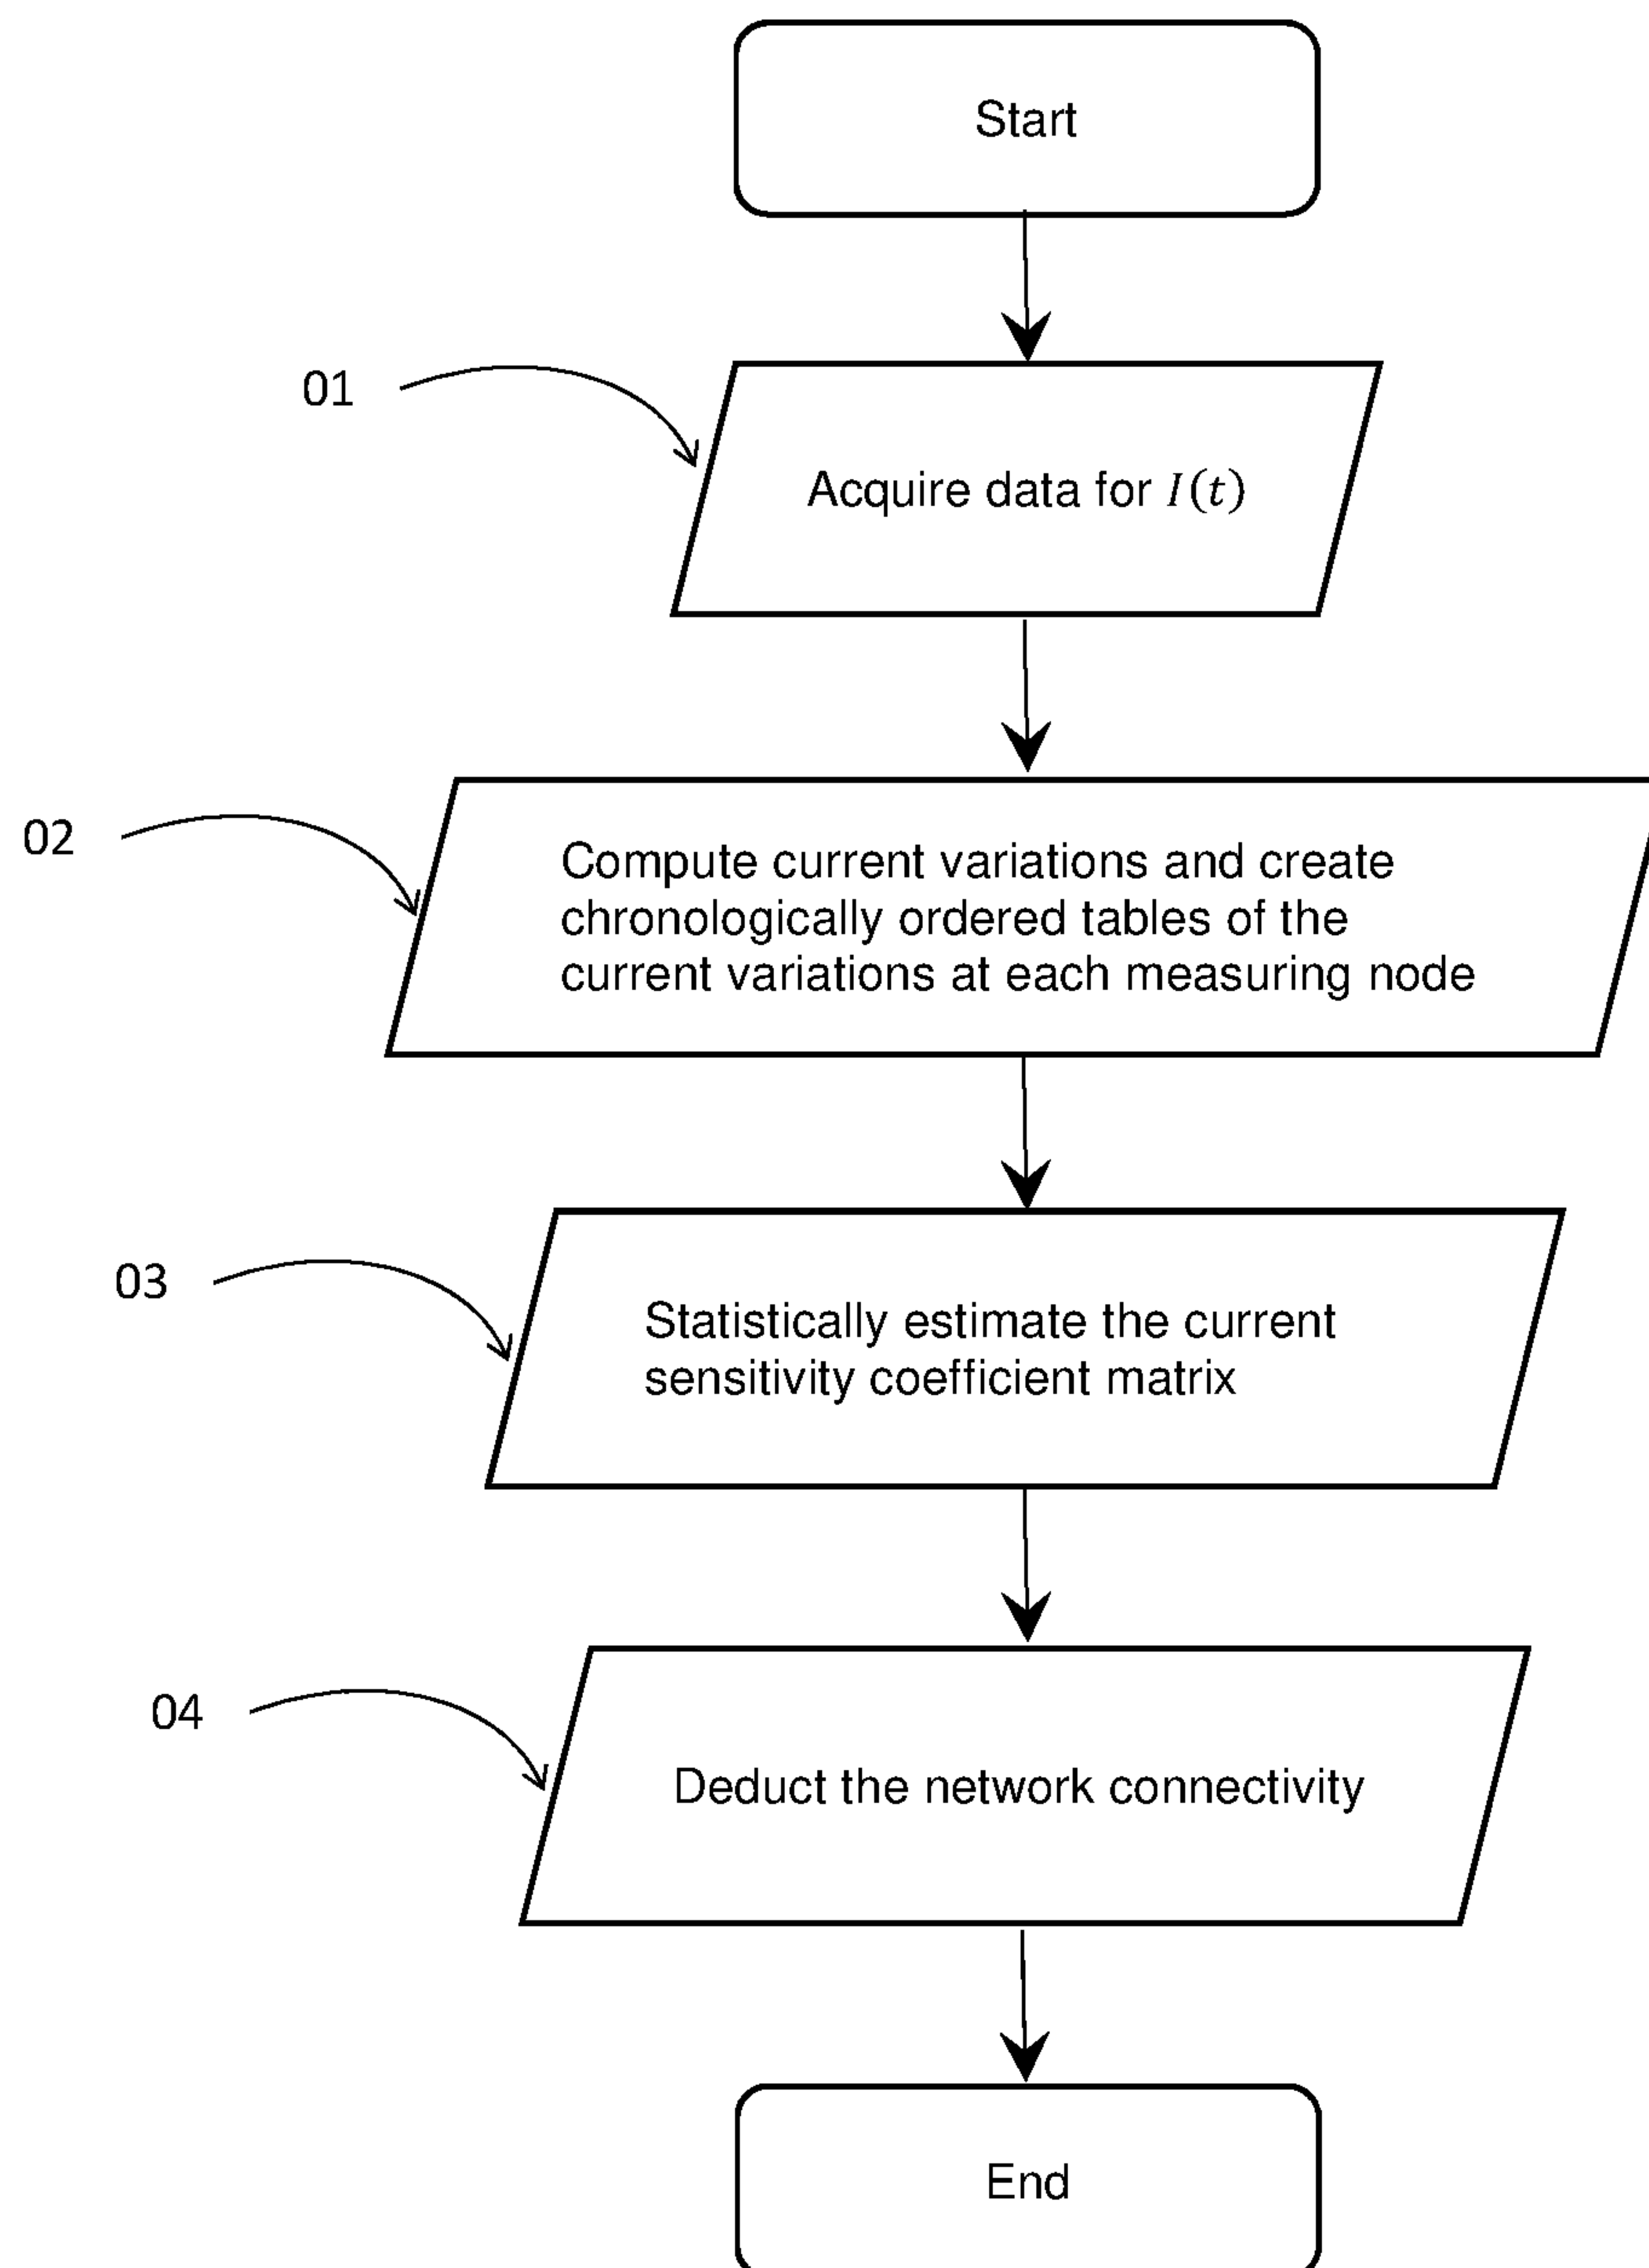 Start
01
Acquire data for I(t)
02
Compute current variations and create
chronologically ordered tables of the
current variations at each measuring node
03
Statistically estimate the current
sensitivity coefficient matrix
04
Deduct the network connectivity
End